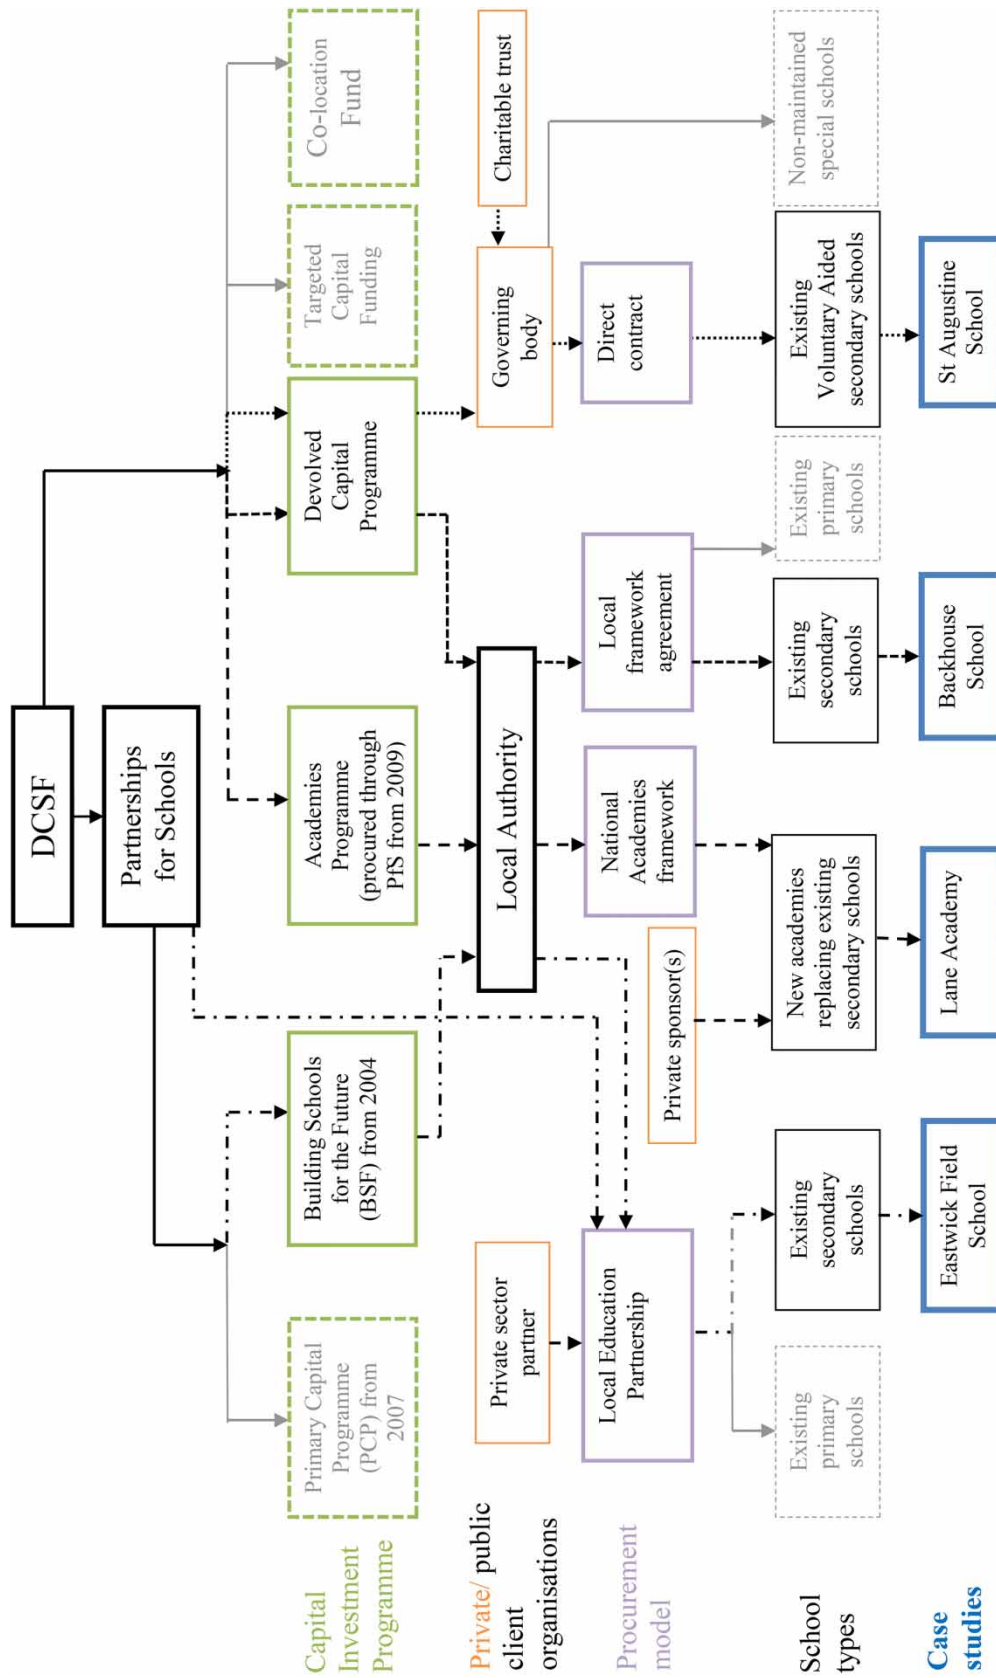 DCSF
Partnerships
for Schools
Capital
Investment
Programme
Primary Capital
Programme
(PCP) from
2007
Building Schools
for the Future
(BSF) from 2004
Academies
Programme
(procured through
PfS from 2009)
Devolved
Capital
Programme
Targeted
Capital
Funding
Co-location
Fund
Private/ public
client
organisations
Private sector
partner
Local Authority
Governing
body
Charitable trust
Procurement
model
Local Education
Partnership
Private sponsor(s)
National
Academies
framework
Local
framework
agreement
Direct
contract
School
types
Existing
primary
schools
Existing
secondary
schools
New academies
replacing existing
secondary schools
Existing
secondary
schools
Existing
primary
schools
Existing
Voluntary Aided
secondary schools
Non-maintained
special schools
Case
studies
Eastwick Field
School
Lane Academy
Backhouse
School
St Augustine
School